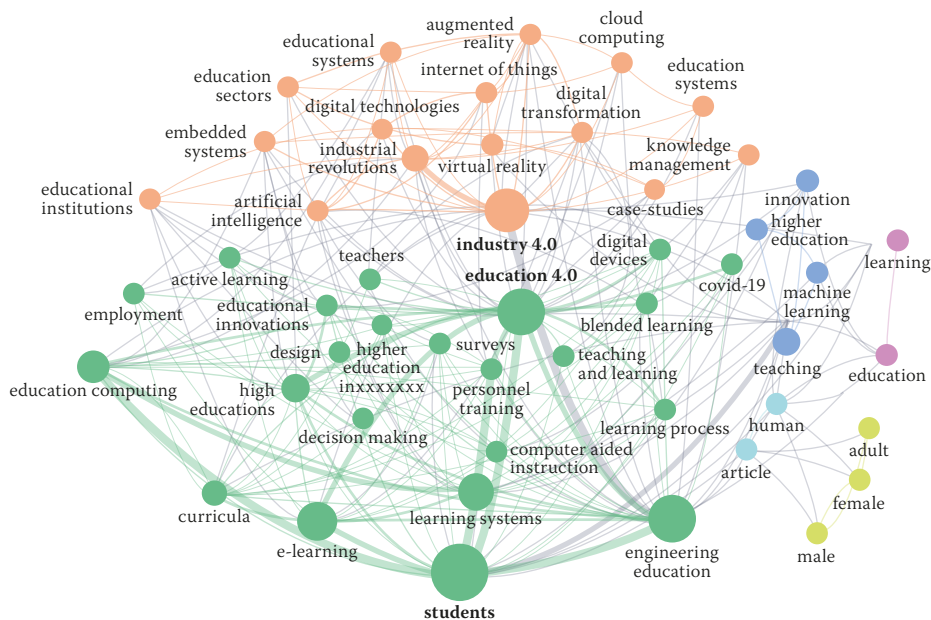 cloud
computing
augmented
reality
educational
systems
internet of things
education
systems
education
sectors
digital technologies
digital
transformation
embedded
systems
industrial
revolutions
virtual reality
knowledge
management
educational
institutions
artificial
intelligence
case-studies
innovation
industry 4.0
higher
education
learning
teachers
digital
devices
education 4.0
active learning
covid-19
machine
learning
employment
educational
innovations
blended learning
design
higher
education
inxxxxxxx
surveys
teaching
and learning
teaching
education
education computing
high
educations
personnel
training
decision making
learning process
human
adult
computer aided
instruction
article
female
curricula
learning systems
e-learning
engineering
education
male
students